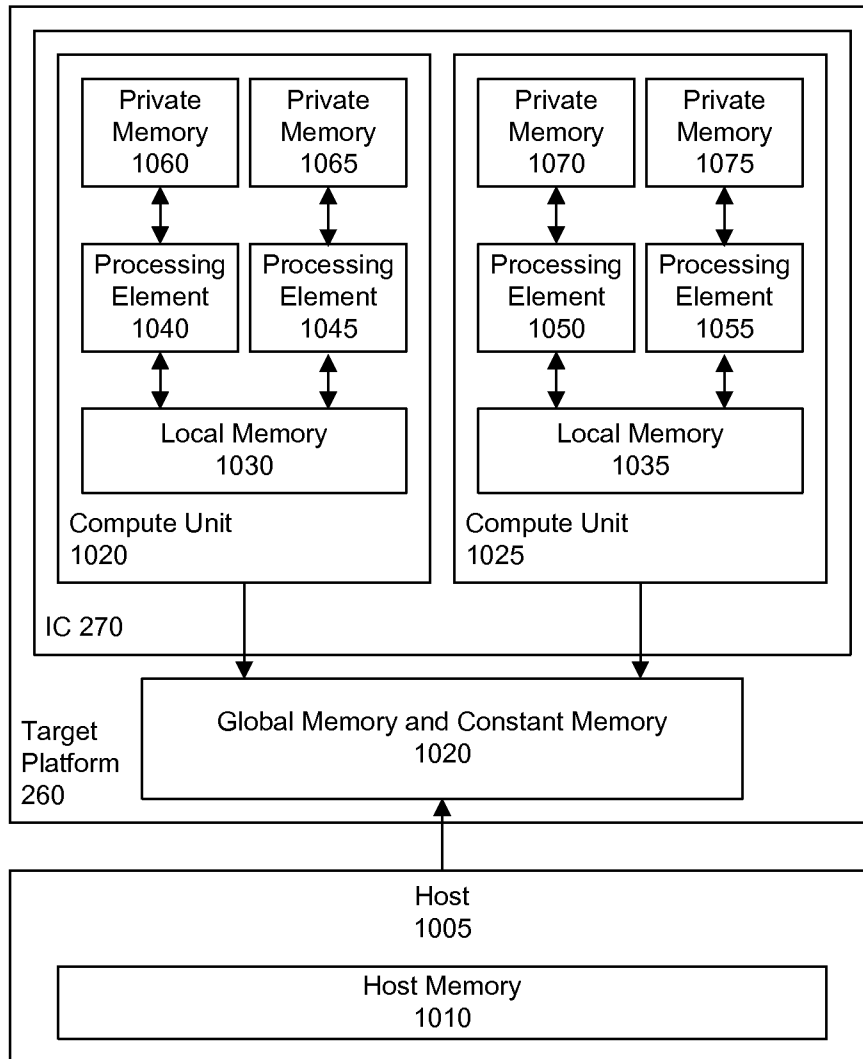 Private
Memory
1060
Private
Memory
1065
Private
Memory
1070
Private
Memory
1075
Processing
Element
1040
Processing
Element
1045
Processing
Element
1050
Processing
Element
1055
Local Memory
1030
Local Memory
1035
Compute Unit
1020
Compute Unit
1025
IC 270
Global Memory and Constant Memory
1020
Target
Platform
260
Host
1005
Host Memory
1010